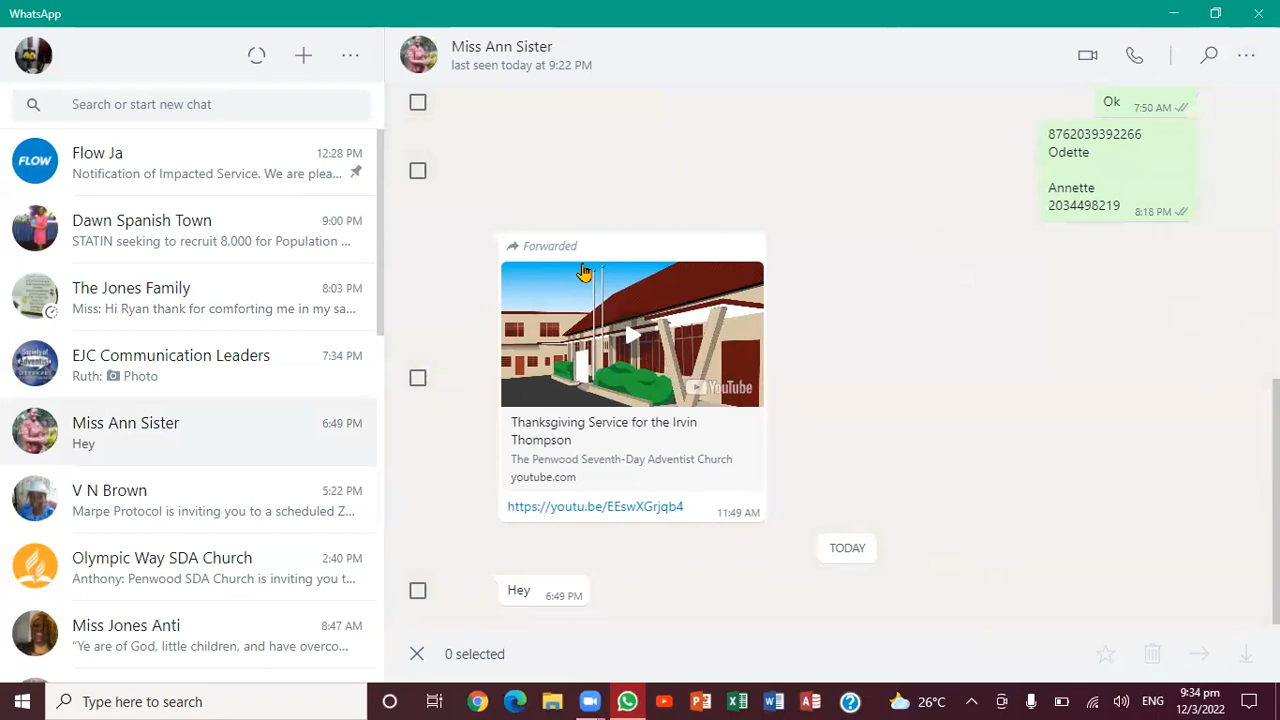 WhatsApp
Search or start new chat
FLOW
Flow Ja
12:28 PM
Notification of Impacted Service. We are plea...
Dawn Spanish Town
9:00 PM
STATIN seeking to recruit 8,000 for Population ...
The Jones Family
8:03 PM
Miss: Hi Ryan thank for comforting me in my sa...
EJC Communication Leaders
7:34 PM
Ruth: Photo
Miss Ann Sister
6:49 PM
Hey
V N Brown
5:22 PM
Marpe Protocol is inviting you to a scheduled Z...
Olympic Way SDA Church
2:40 PM
Anthony: Penwood SDA Church is inviting you t...
Miss Jones Anti
8:47 AM
“Ye are of God, little children, and have overco...
Miss Ann Sister
last seen today at 9:22 PM
Ok
7:50 AM
8762039392266
Odette
Annette
2034498219
8:18 PM
Forwarded
YouTube
Thanksgiving Service for the Irvin
Thompson
The Penwood Seventh-Day Adventist Church
youtube.com
https://youtu.be/EEswXGrjqb4
11:49 AM
TODAY
Hey
6:49 PM
0 selected
Type here to search
26°C
ENG
9:34 pm
12/3/2022